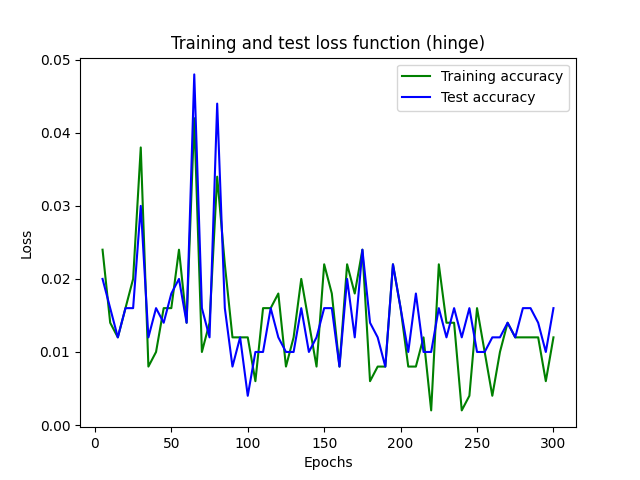 Training and test loss function (hinge)
Training accuracy
Test accuracy
0.05
0.04
0.03
0.02
0.01
0.00
Loss
0 50 100 150 200 250 300
Epochs